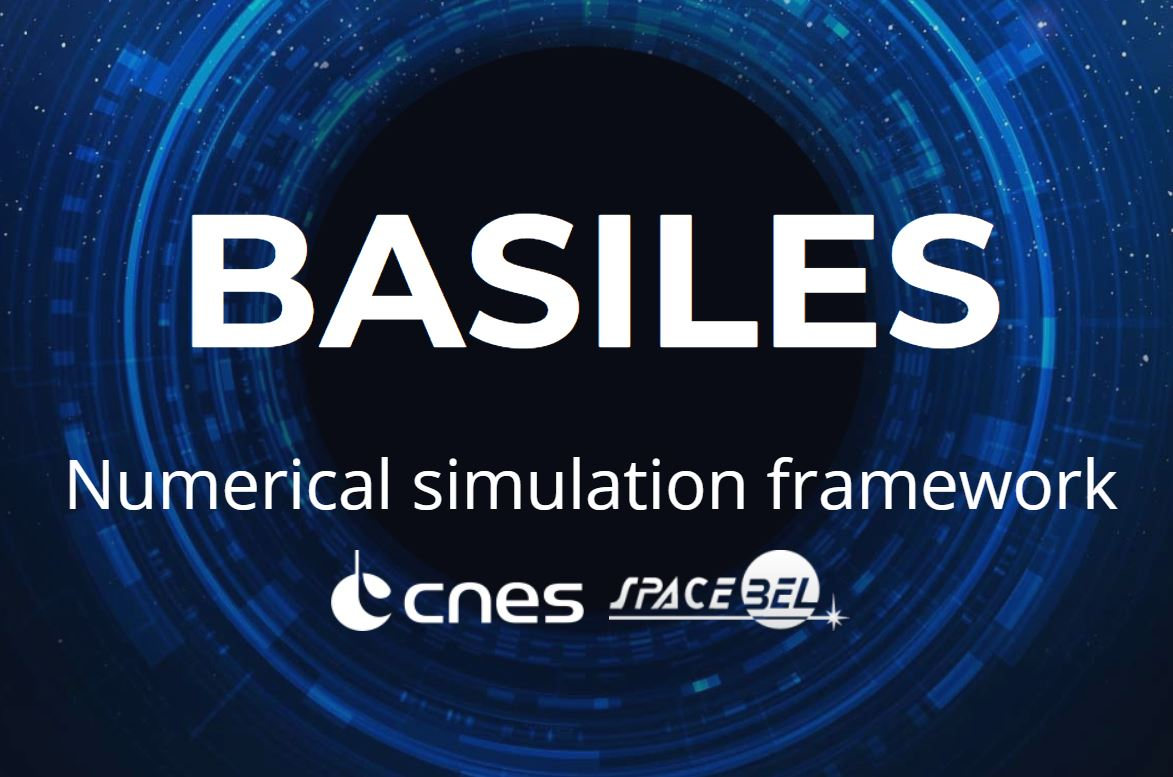 BASILES
Numerical simulation framework
cnes SPACEBEL